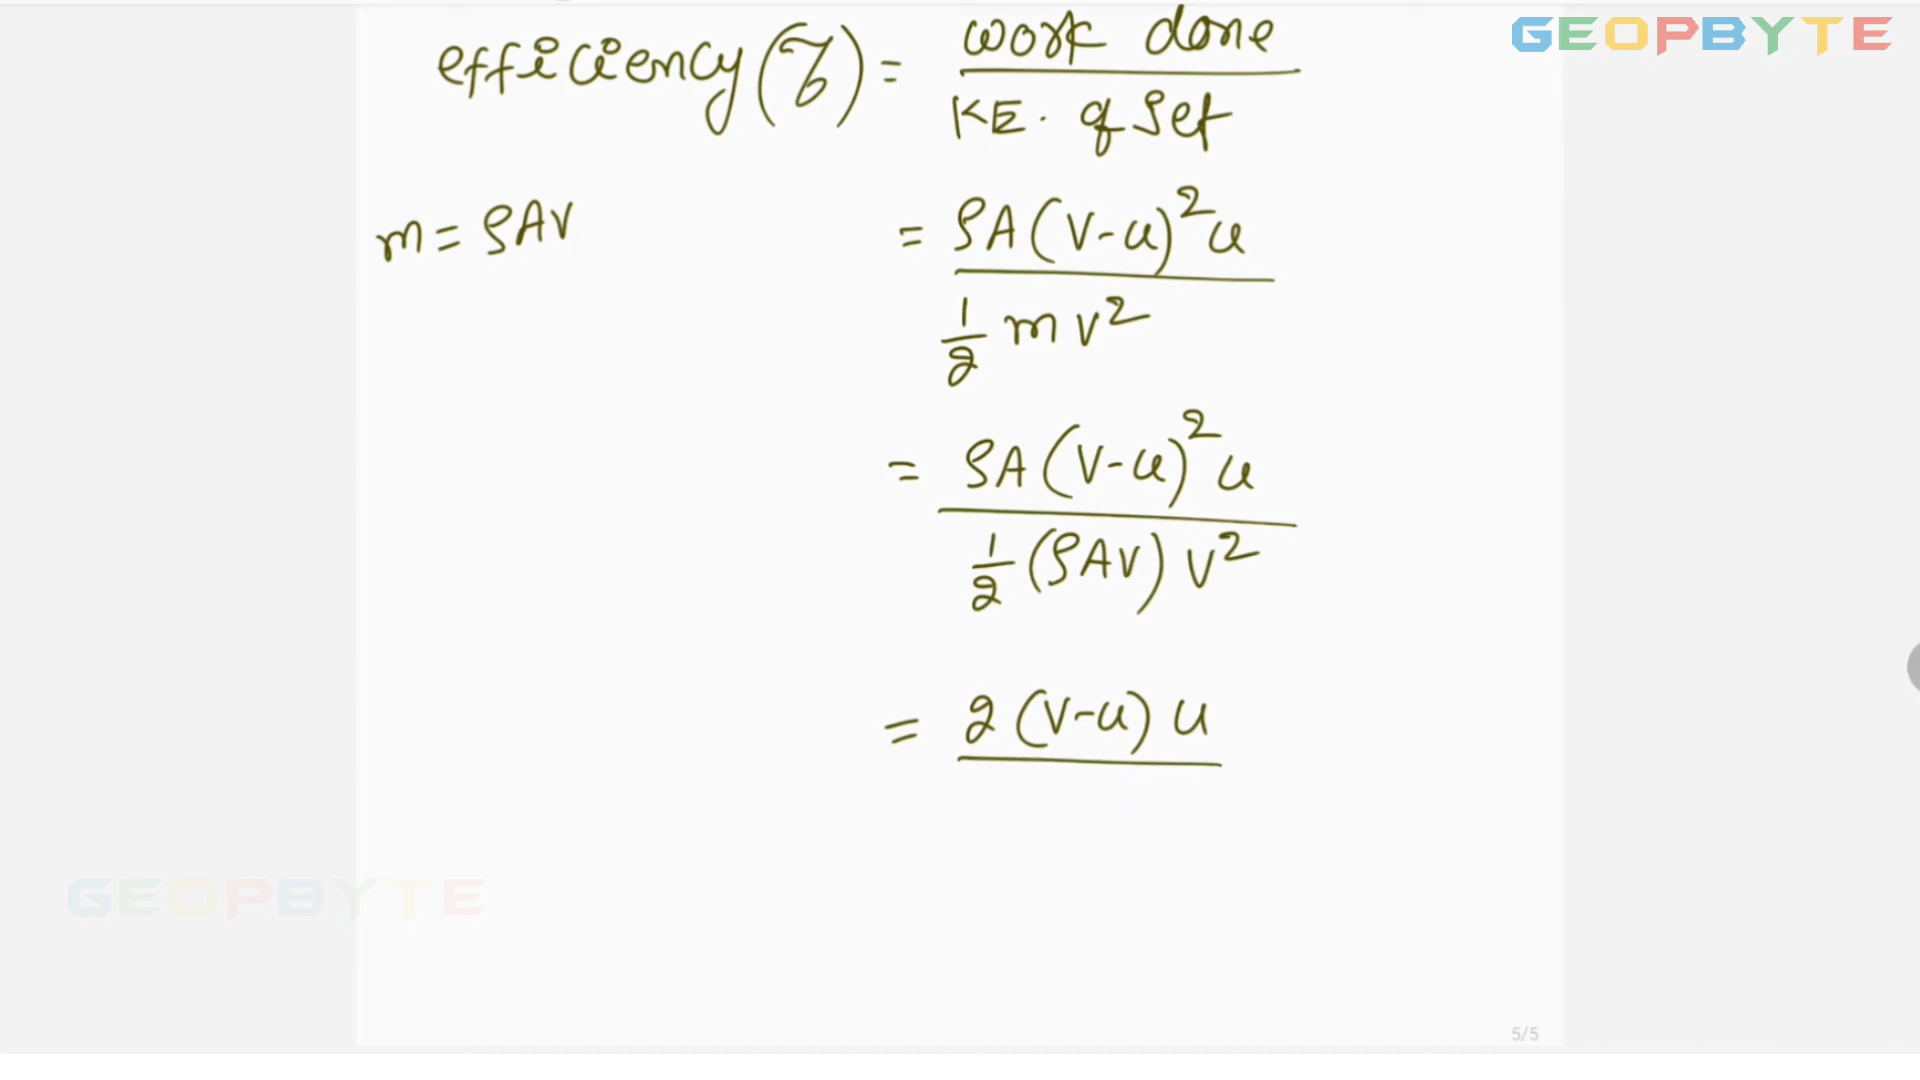 GEOPBYTE
efficiency (η) = work done / K.E. of jet
m = ρAV
= ρA(V-u)²u / ½ mv²
= ρA(V-u)²u / ½ (ρAV) V²
= 2 (V-u) u
GEOPBYTE
5/5